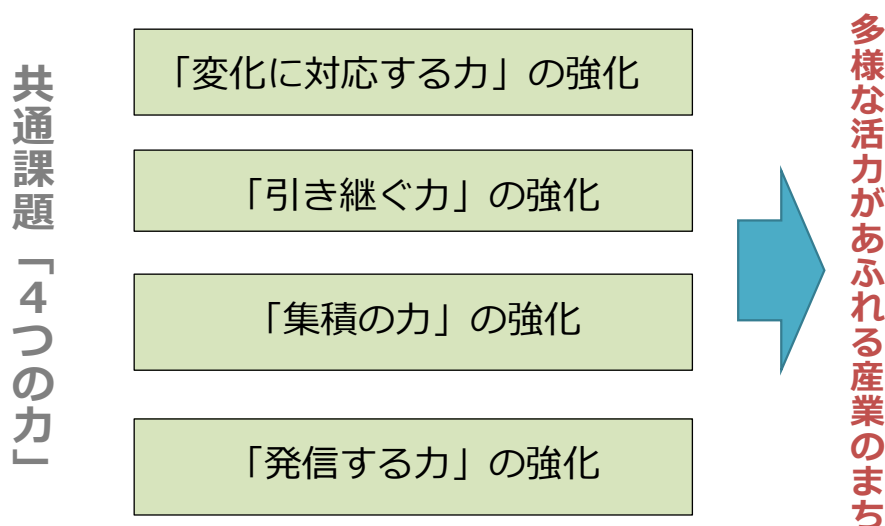 共通課題「４つの力」
「変化に対応する力」の強化
「引き継ぐ力」の強化
「集積の力」の強化
「発信する力」の強化
多様な活力があふれる産業のまち